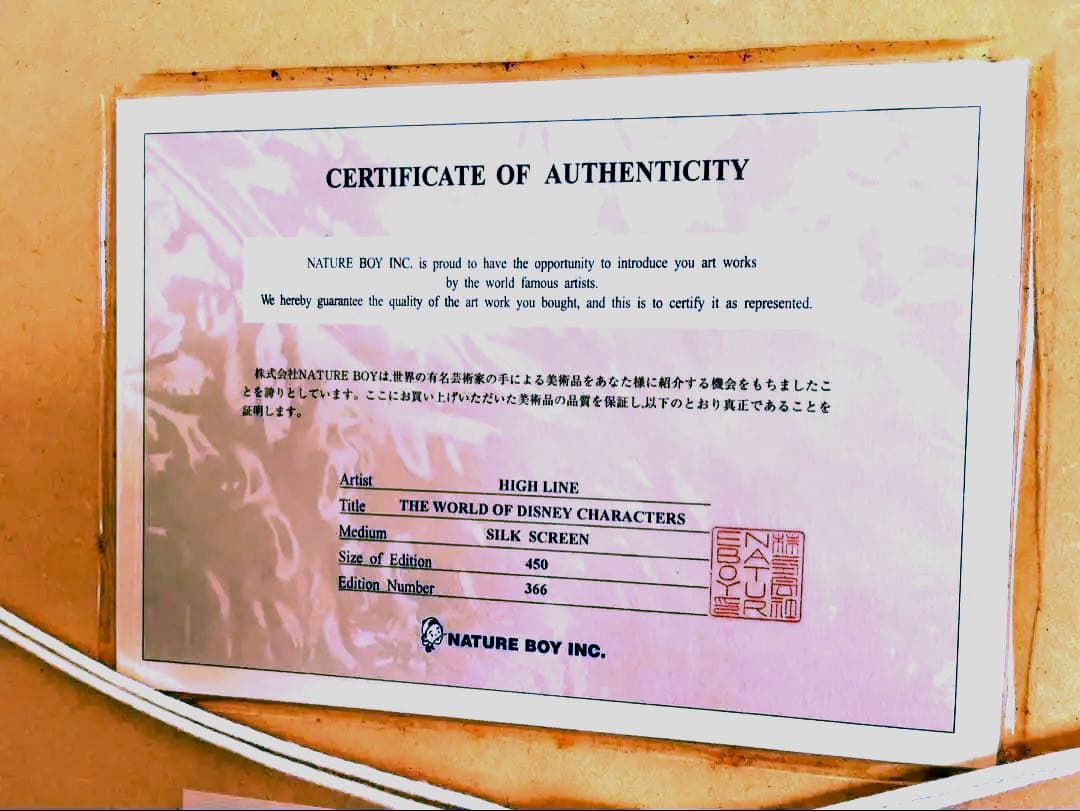 CERTIFICATE OF AUTHENTICITY
NATURE BOY INC. is proud to have the opportunity to introduce you art works
by the world famous artists.
We hereby guarantee the quality of the art work you bought, and this is to certify it as represented.
株式会社NATURE BOYは、世界の有名芸術家の手による美術品をあなた様に紹介する機会をもちましたこ
とを誇りとしています。ここにお買い上げいただいた美術品の品質を保証し、以下のとおり真正であることを
証明します。
Artist HIGH LINE
Title THE WORLD OF DISNEY CHARACTERS
Medium SILK SCREEN
Size of Edition 450
Edition Number 366
株式会社
NATUR
EBOY
NATURE BOY INC.